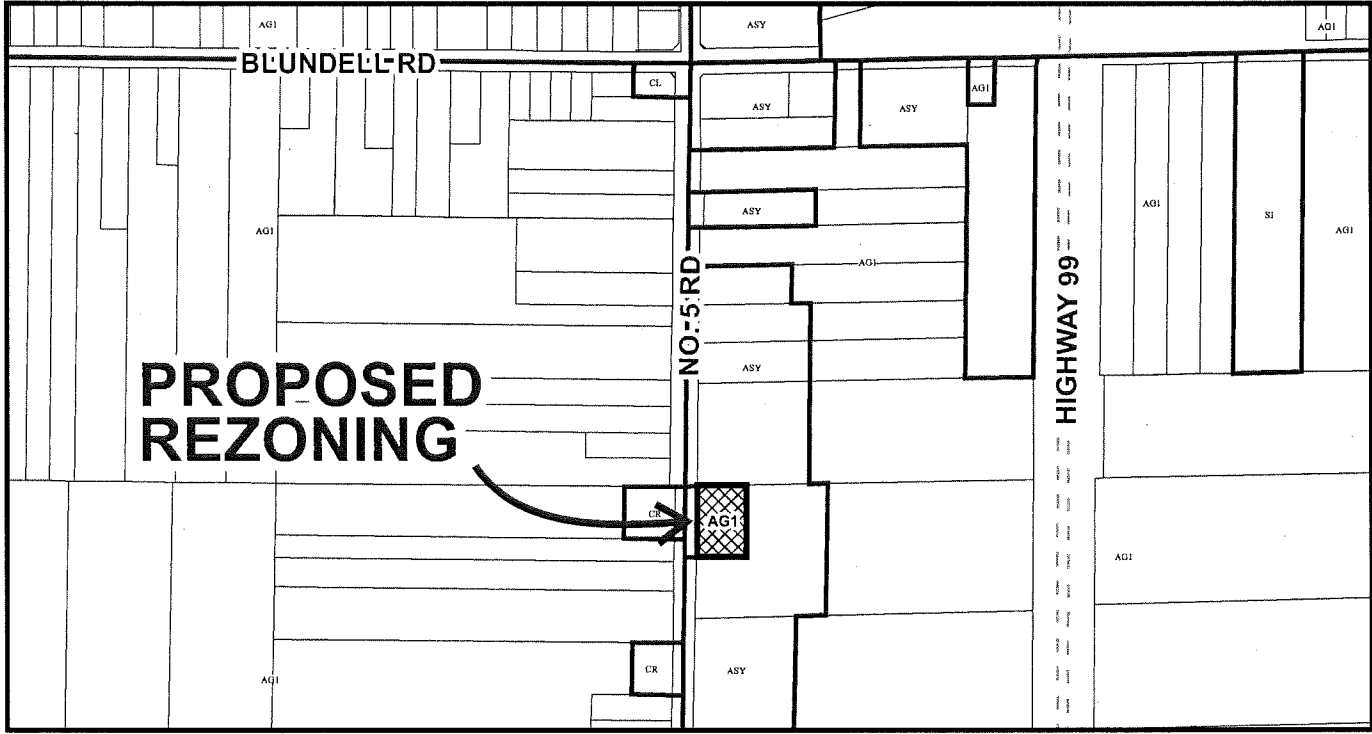 AG1
ASY
AG1
BLUNDELL RD
CL
ASY
ASY
AG1
AG1
ASY
AG1
SI
AG1
AG1
NO. 5 RD
HIGHWAY 99
ASY
PROPOSED
REZONING
CR
AG1
AG1
CR
ASY
AG1